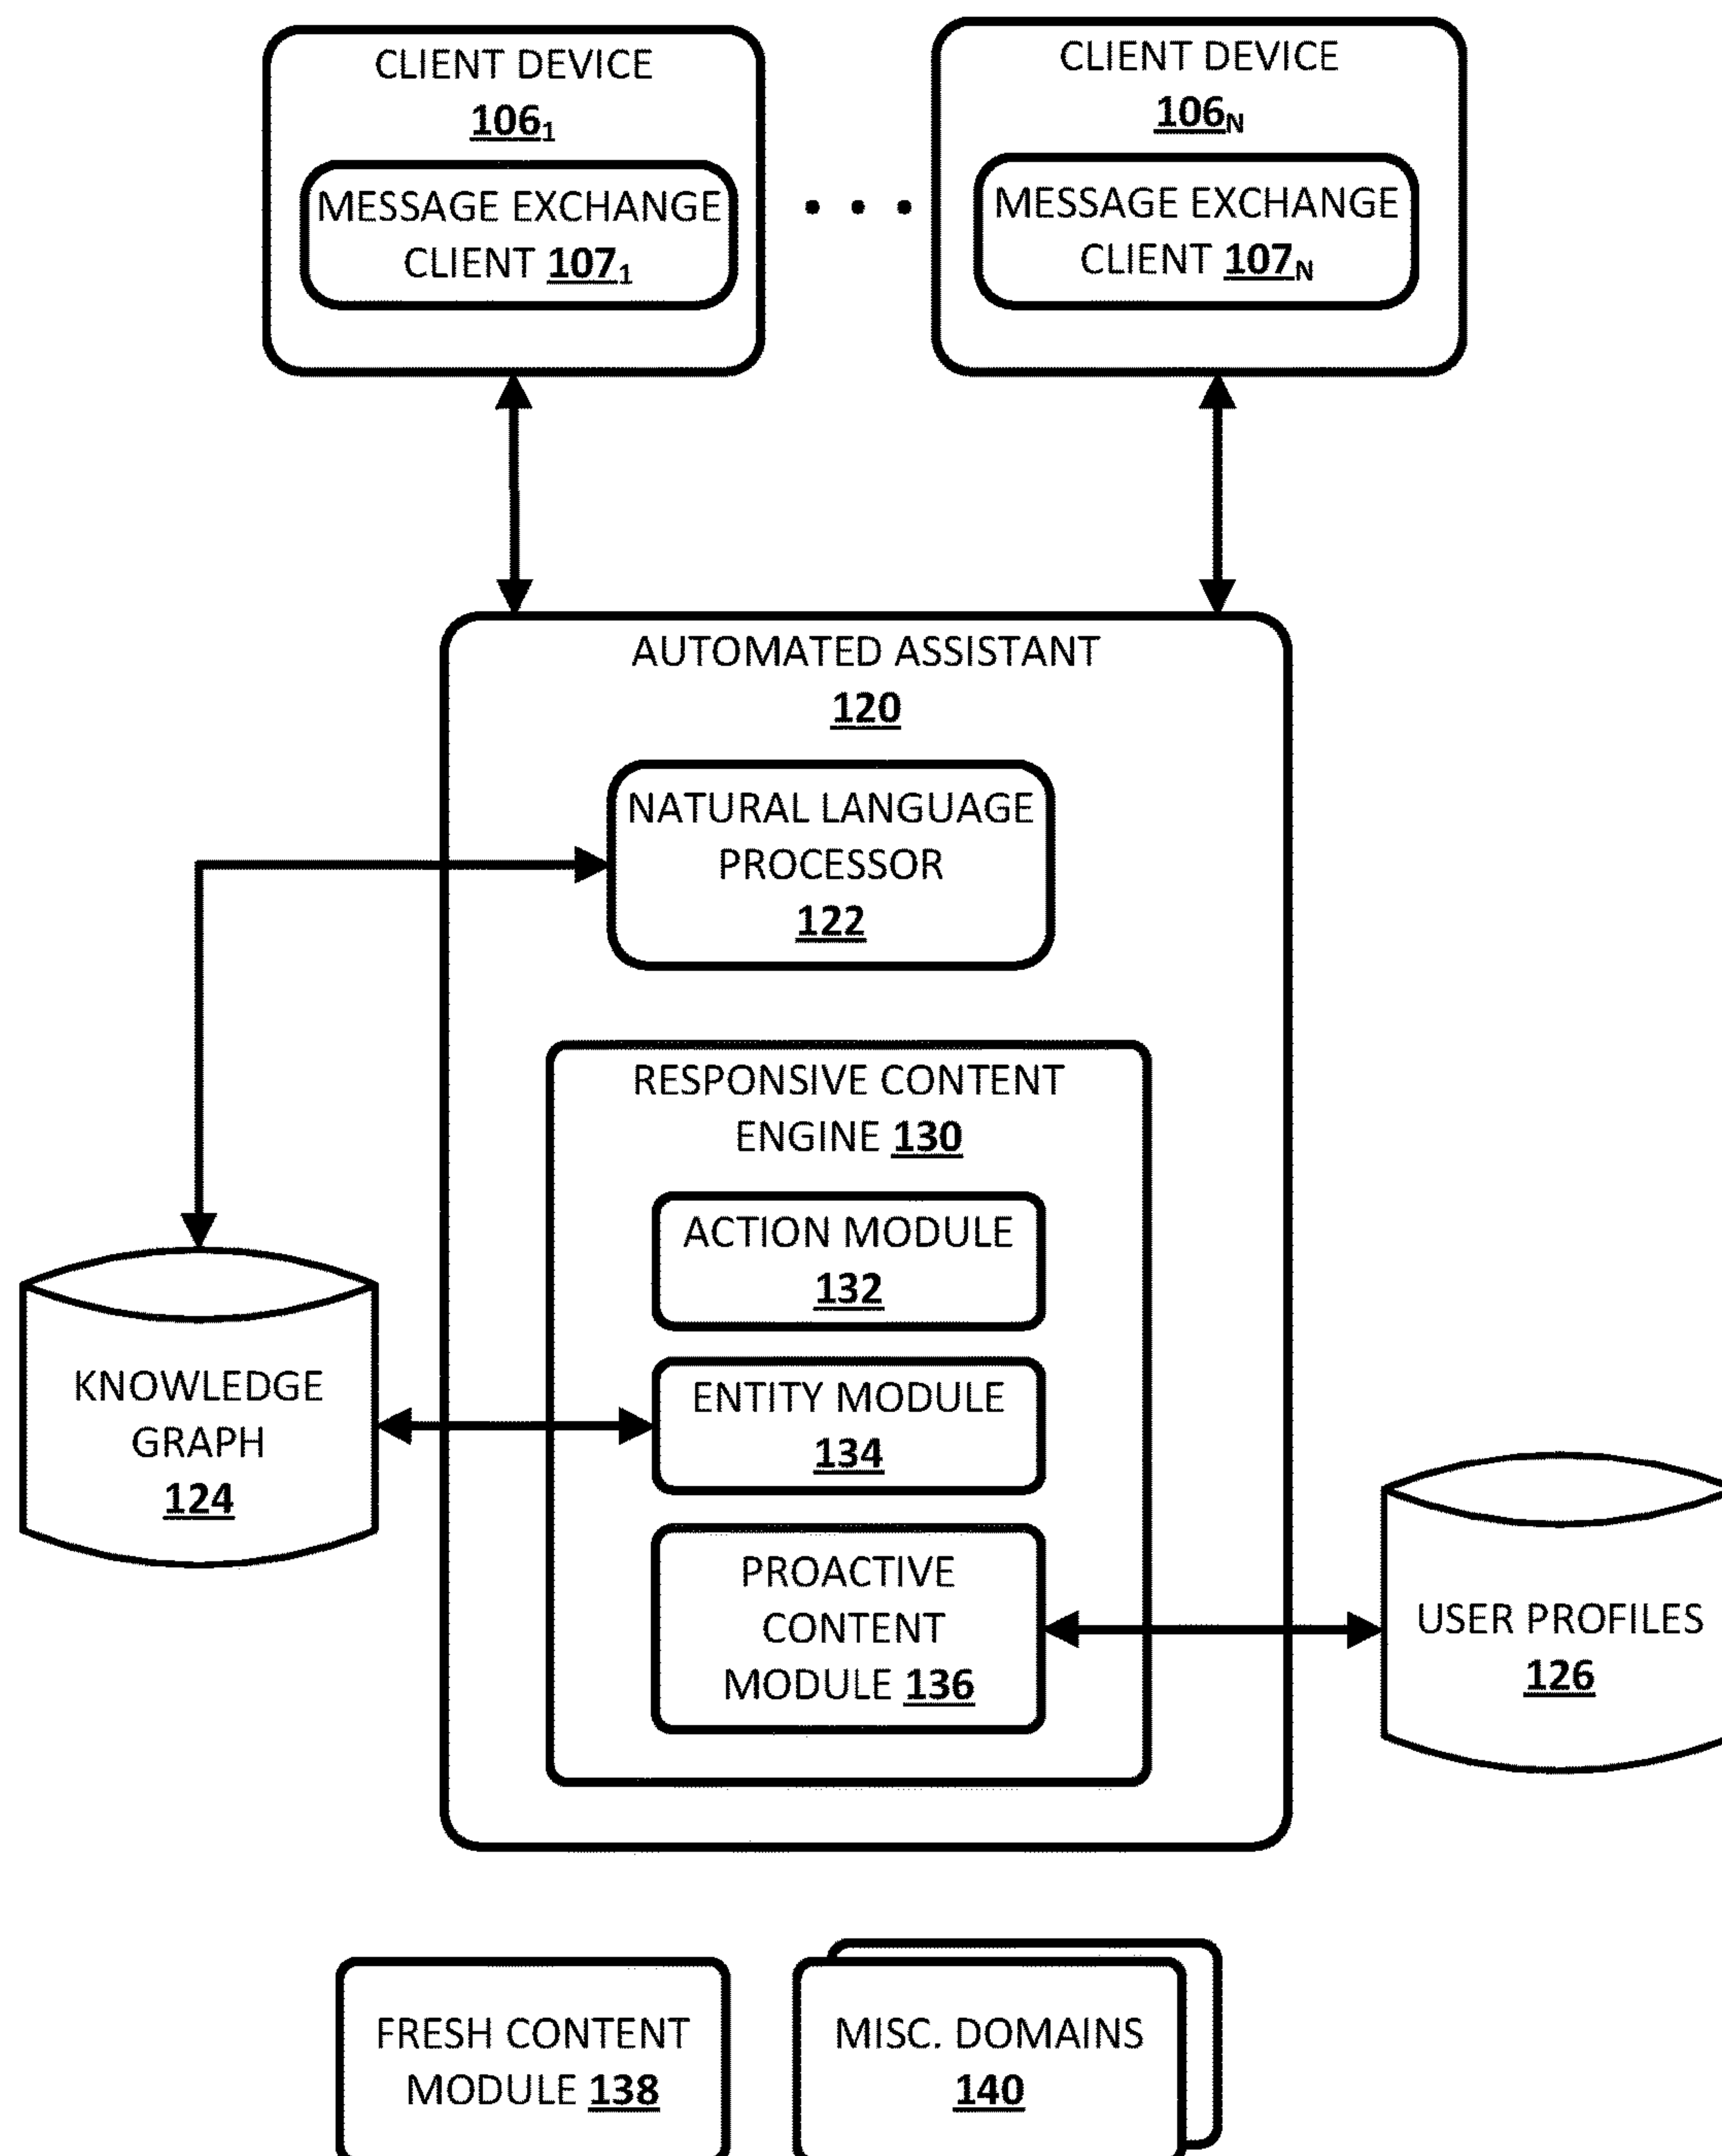 CLIENT DEVICE
106₁
MESSAGE EXCHANGE
CLIENT 107₁
. . .
CLIENT DEVICE
106N
MESSAGE EXCHANGE
CLIENT 107N
AUTOMATED ASSISTANT
120
NATURAL LANGUAGE
PROCESSOR
122
RESPONSIVE CONTENT
ENGINE 130
ACTION MODULE
132
ENTITY MODULE
134
PROACTIVE
CONTENT
MODULE 136
KNOWLEDGE
GRAPH
124
USER PROFILES
126
FRESH CONTENT
MODULE 138
MISC. DOMAINS
140